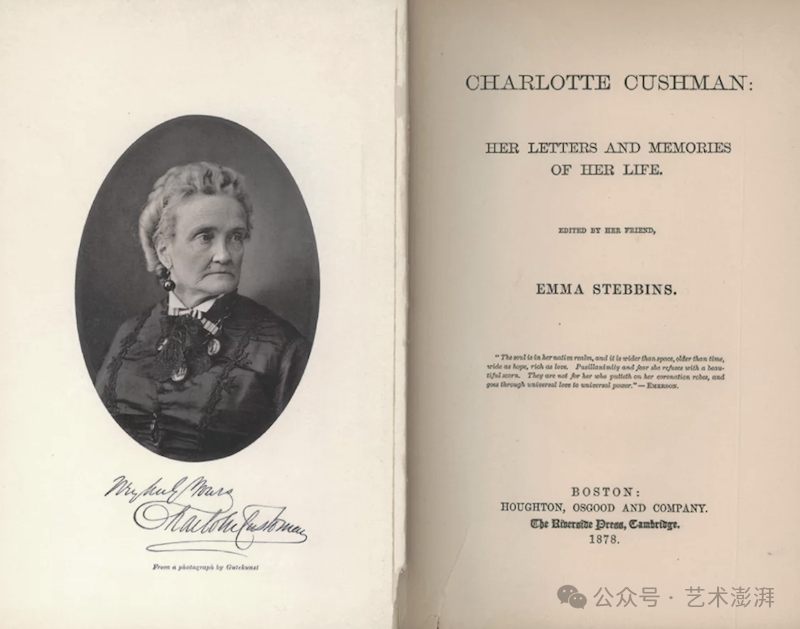 Very truly Yours
Charlotte Cushman
From a photograph by Gutekunst
CHARLOTTE CUSHMAN:
HER LETTERS AND MEMORIES
OF HER LIFE.
EDITED BY HER FRIEND,
EMMA STEBBINS.
"The soul is in her native realm, and it is wider than space, older than time,
wide as hope, rich as love. Pusillanimity and fear she refuses with a beau-
tiful scorn. They are not for her who putteth on her coronation robes, and
goes through universal love to universal power." — EMERSON.
BOSTON:
HOUGHTON, OSGOOD AND COMPANY.
The Riverside Press, Cambridge.
1878.
公众号 · 艺术澎湃